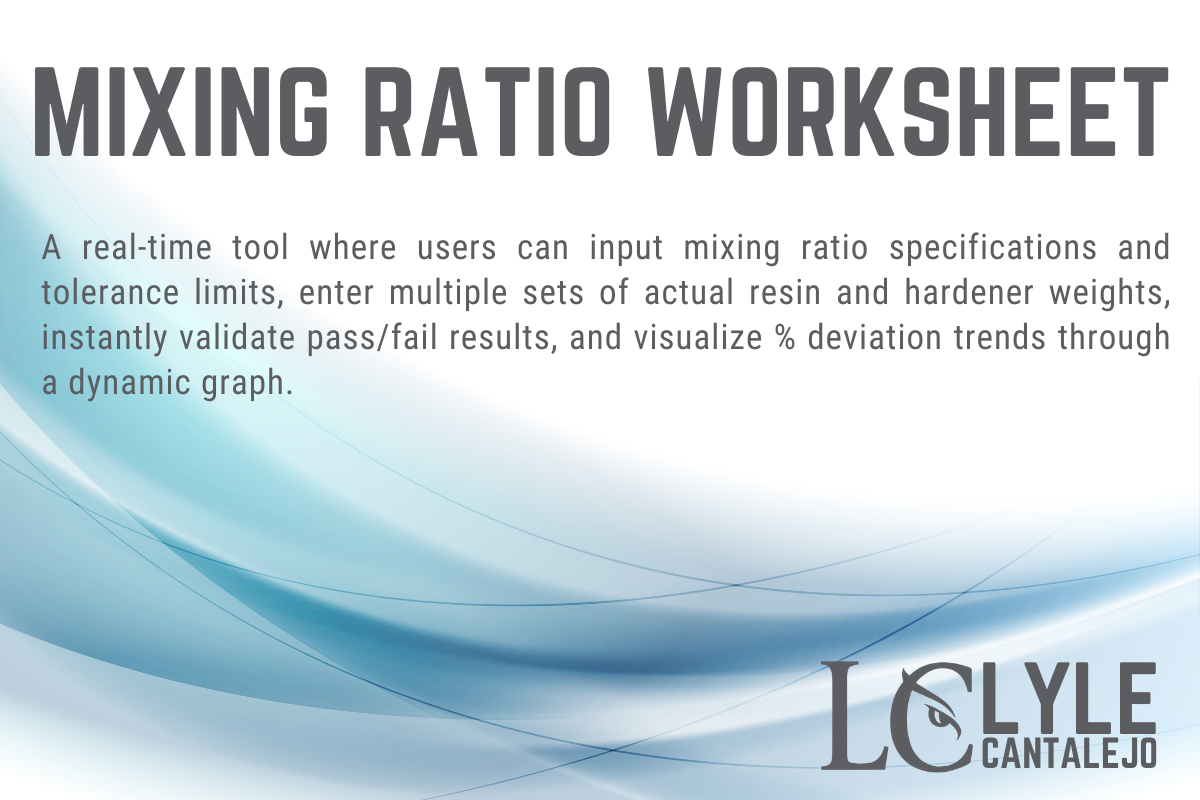 MIXING RATIO WORKSHEET
A real-time tool where users can input mixing ratio specifications and
tolerance limits, enter multiple sets of actual resin and hardener weights,
instantly validate pass/fail results, and visualize % deviation trends through
a dynamic graph.
LC LYLE
CANTALEJO